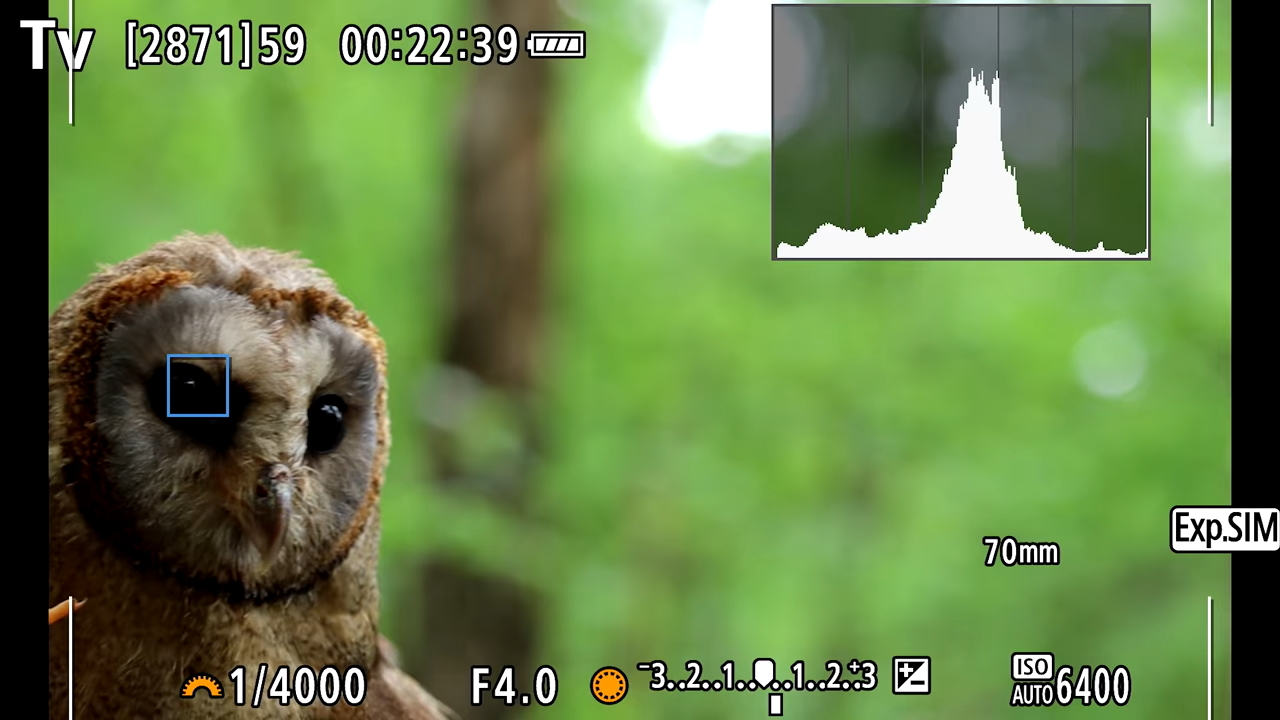 Tv [2871]59 00:22:39
70mm
Exp.SIM
1/4000 F4.0 -3..2..1.. ..1..2..+3 ISO AUTO 6400